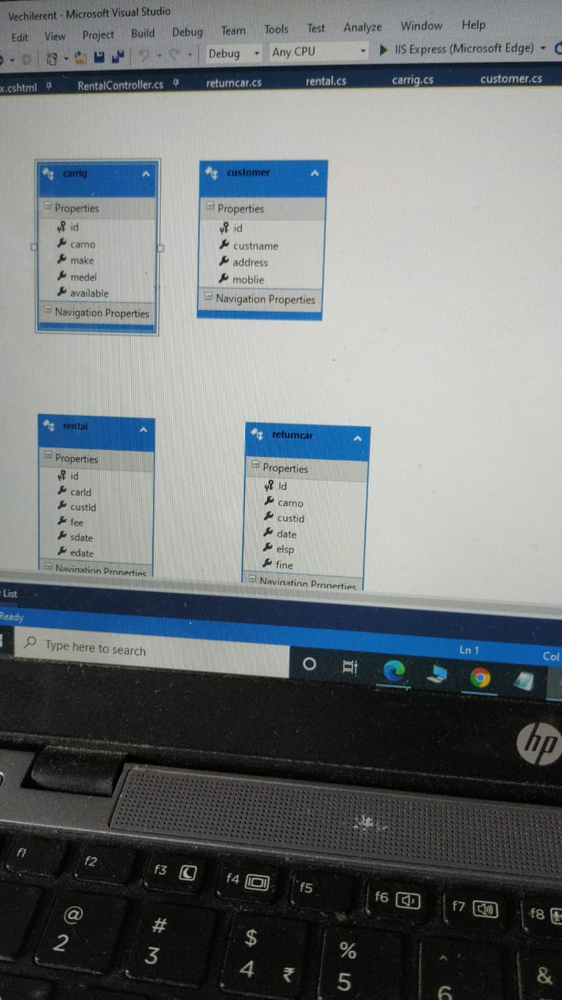 Vechilerent - Microsoft Visual Studio
Edit View Project Build Debug Team Tools Test Analyze Window Help
Debug Any CPU IIS Express (Microsoft Edge)
x.cshtml RentalController.cs returncar.cs rental.cs carrig.cs customer.cs
carrig
Properties
id
carno
make
medel
available
Navigation Properties
customer
Properties
id
custname
address
moblie
Navigation Properties
rental
Properties
id
carId
custId
fee
sdate
edate
Navigation Properties
returncar
Properties
Id
carno
custid
date
elsp
fine
Navigation Properties
List
Ready
Ln 1 Col
Type here to search
hp
f1 f2 f3 f4 f5 f6 f7 f8
@ # $ % ^ &
2 3 4 ₹ 5 6